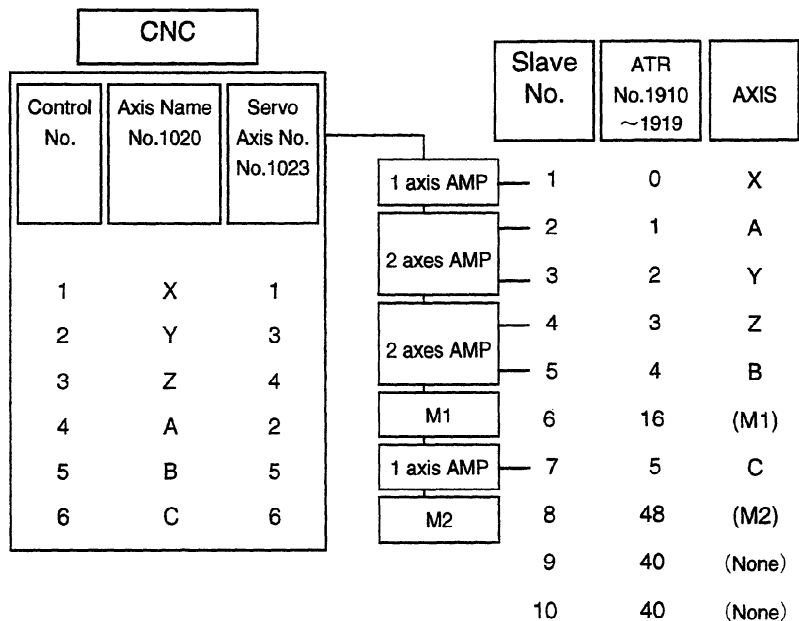 CNC
Control No.
Axis Name No.1020
Servo Axis No. No.1023
1 X 1
2 Y 3
3 Z 4
4 A 2
5 B 5
6 C 6
1 axis AMP
2 axes AMP
2 axes AMP
M1
1 axis AMP
M2
Slave No.
ATR No.1910 ～1919
AXIS
1 0 X
2 1 A
3 2 Y
4 3 Z
5 4 B
6 16 (M1)
7 5 C
8 48 (M2)
9 40 (None)
10 40 (None)